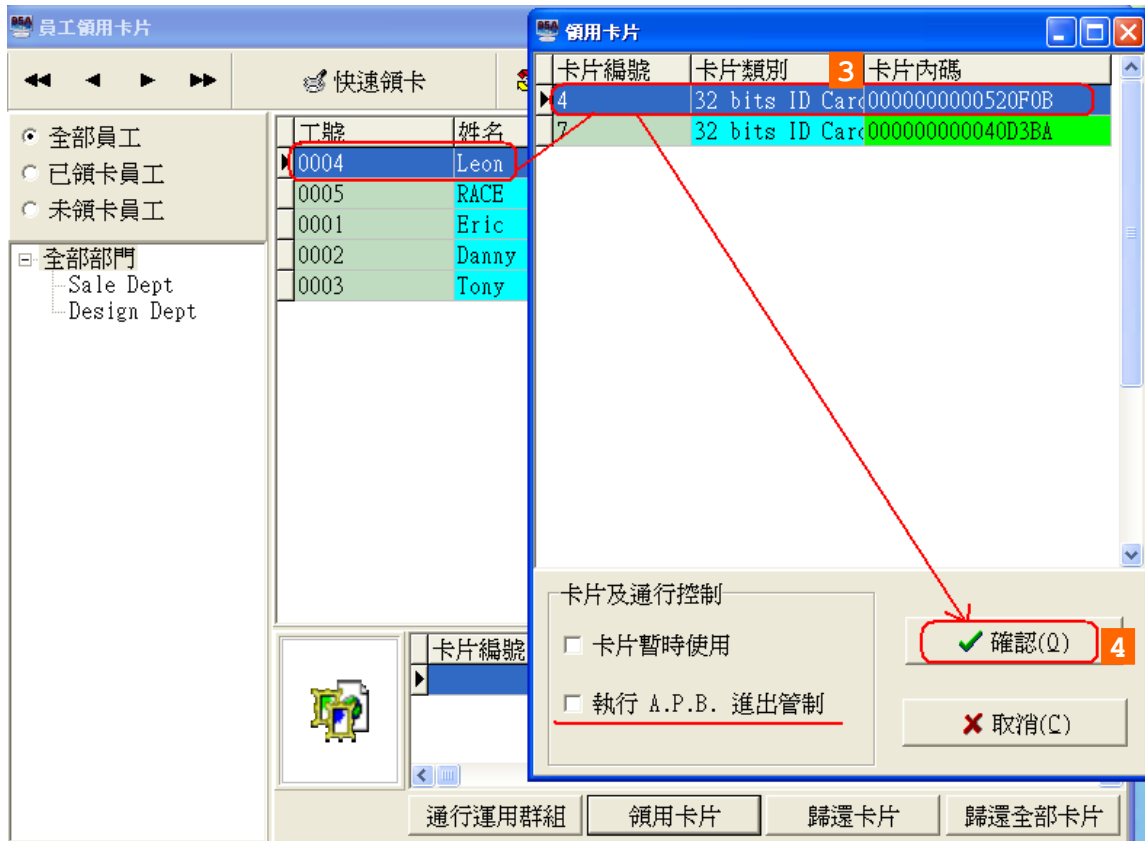 員工領用卡片
快速領卡
全部員工
已領卡員工
未領卡員工
全部部門
Sale Dept
Design Dept
工號 姓名
0004 Leon
0005 RACE
0001 Eric
0002 Danny
0003 Tony
卡片編號
通行運用群組 領用卡片 歸還卡片 歸還全部卡片
領用卡片
卡片編號 卡片類別 3 卡片內碼
4 32 bits ID Card 0000000000520F0B
7 32 bits ID Card 000000000040D3BA
卡片及通行控制
卡片暫時使用
執行 A.P.B. 進出管制
確認(O) 4
取消(C)